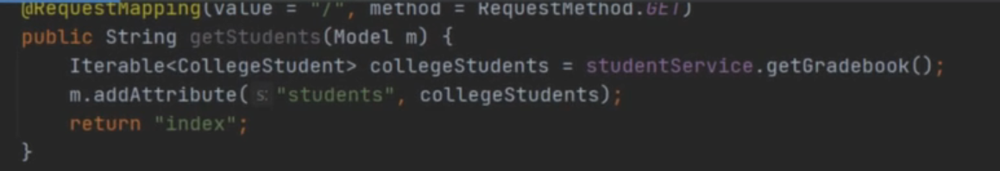 @RequestMapping(value = "/", method = RequestMethod.GET)
public String getStudents(Model m) {
Iterable<CollegeStudent> collegeStudents = studentService.getGradebook();
m.addAttribute( s: "students", collegeStudents);
return "index";
}